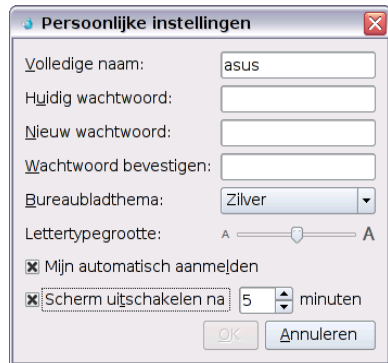 Persoonlijke instellingen
Volledige naam: asus
Huidig wachtwoord:
Nieuw wachtwoord:
Wachtwoord bevestigen:
Bureaubladthema: Zilver
Lettertypegrootte: A A
Mijn automatisch aanmelden
Scherm uitschakelen na 5 minuten
OK Annuleren